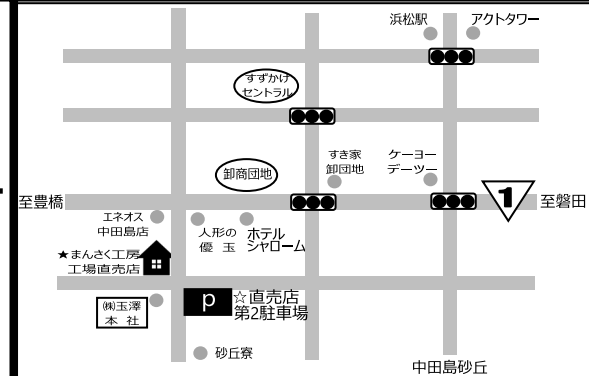 浜松駅
アクトタワー
すずかけ
セントラル
すき家
卸団地
ケーヨー
デーツー
卸商団地
至豊橋
1
至磐田
エネオス
中田島店
人形の
優玉
ホテル
シャローム
★まんさく工房
工場直売店
㈱玉澤
本社
p
☆直売店
第2駐車場
砂丘寮
中田島砂丘